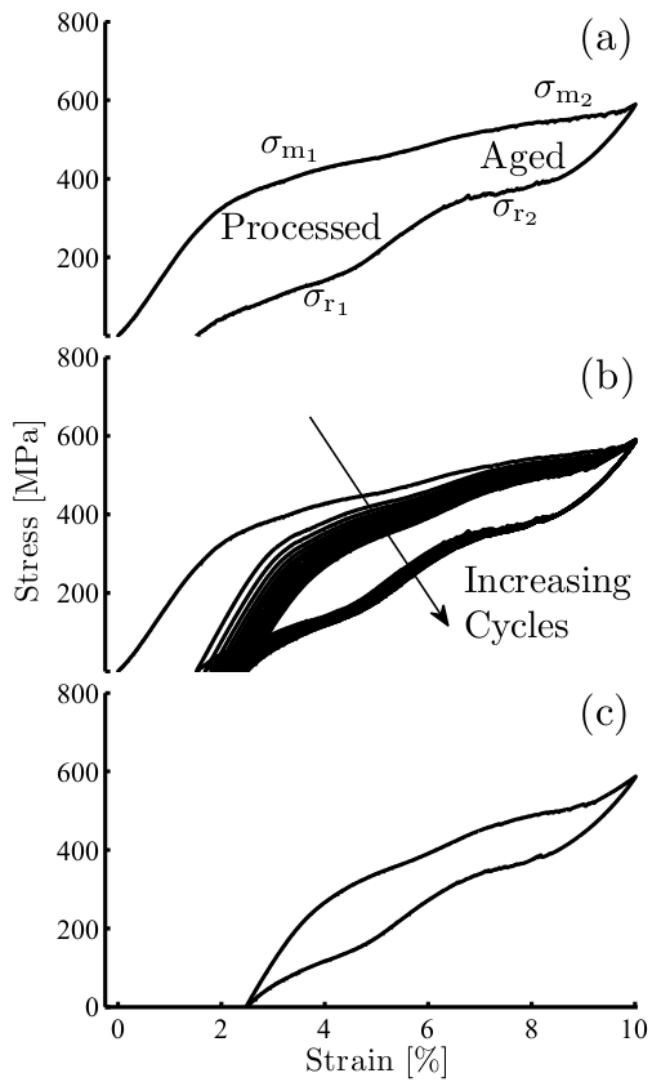 800
(a)
600
σm₂
σm₁
Aged
400
σr₂
Processed
200
σr₁
800
(b)
600
400
Increasing
200
Cycles
Stress [MPa]
800
(c)
600
400
200
0
0 2 4 6 8 10
Strain [%]